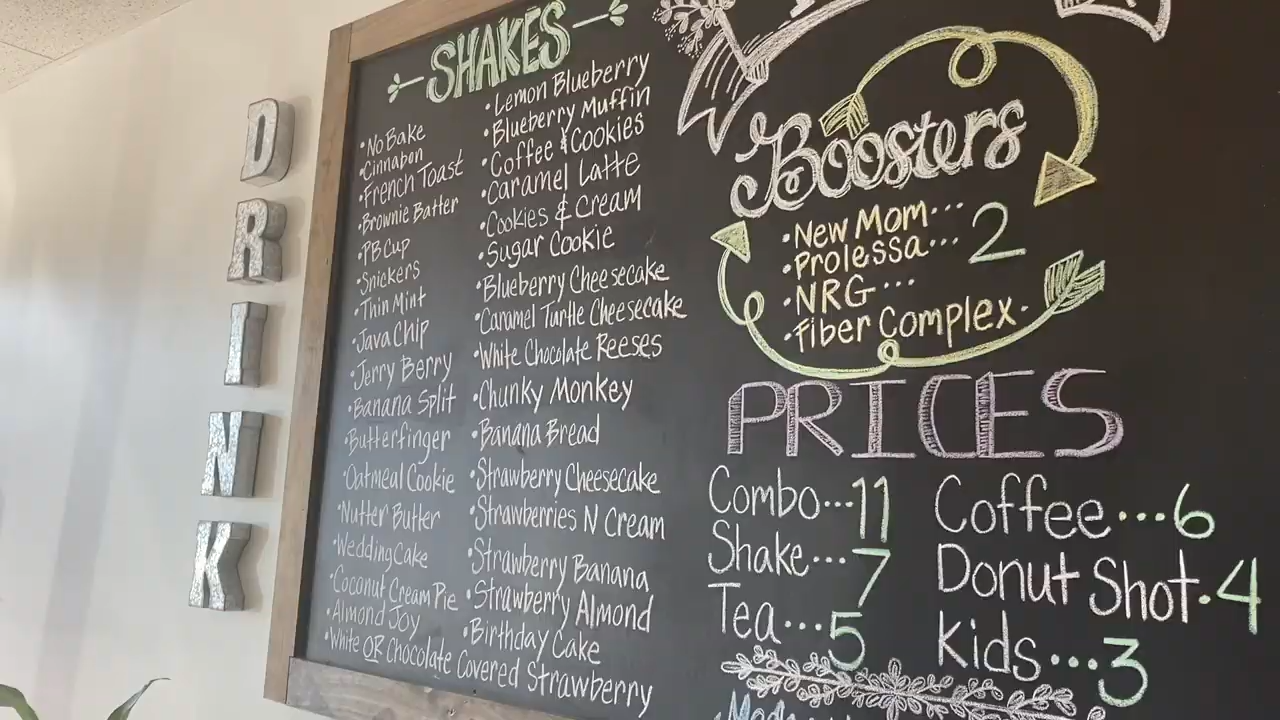 DRINK
SHAKES
•No Bake
•Cinnabon
•French Toast
•Brownie Batter
•PB Cup
•Snickers
•Thin Mint
•Java Chip
•Jerry Berry
•Banana Split
•Butterfinger
•Oatmeal Cookie
•Nutter Butter
•Wedding Cake
•Coconut Cream Pie
•Almond Joy
•White OR Chocolate Covered Strawberry
•Lemon Blueberry
•Blueberry Muffin
•Coffee & Cookies
•Caramel Latte
•Cookies & Cream
•Sugar Cookie
•Blueberry Cheesecake
•Caramel Turtle Cheesecake
•White Chocolate Reeses
•Chunky Monkey
•Banana Bread
•Strawberry Cheesecake
•Strawberries N Cream
•Strawberry Banana
•Strawberry Almond
•Birthday Cake
Boosters
•New Mom... 2
•Prolessa...
•NRG...
•Fiber Complex.
PRICES
Combo...11
Shake...7
Tea...5
Coffee...6
Donut Shot.4
Kids...3